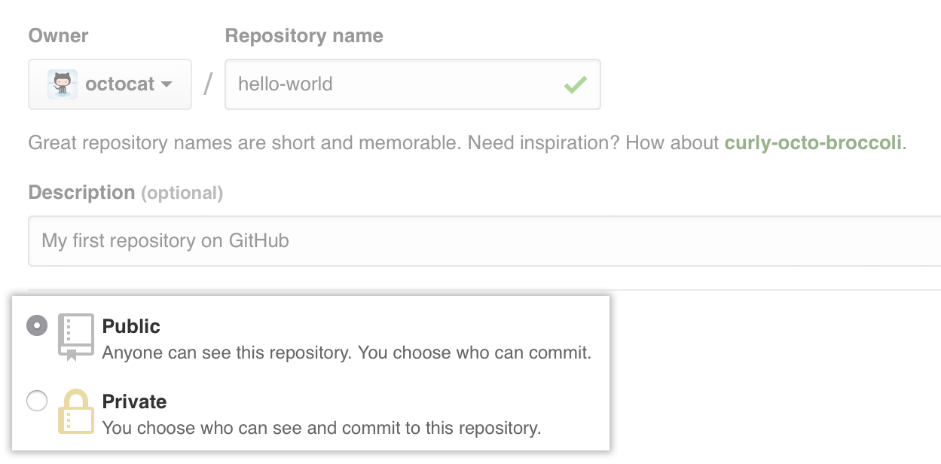 Owner Repository name
octocat / hello-world
Great repository names are short and memorable. Need inspiration? How about curly-octo-broccoli.
Description (optional)
My first repository on GitHub
Public
Anyone can see this repository. You choose who can commit.
Private
You choose who can see and commit to this repository.